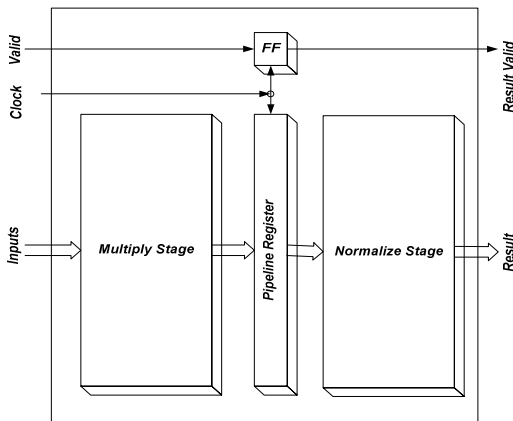 Valid
FF
Result Valid
Clock
Inputs
Multiply Stage
Pipeline Register
Normalize Stage
Result